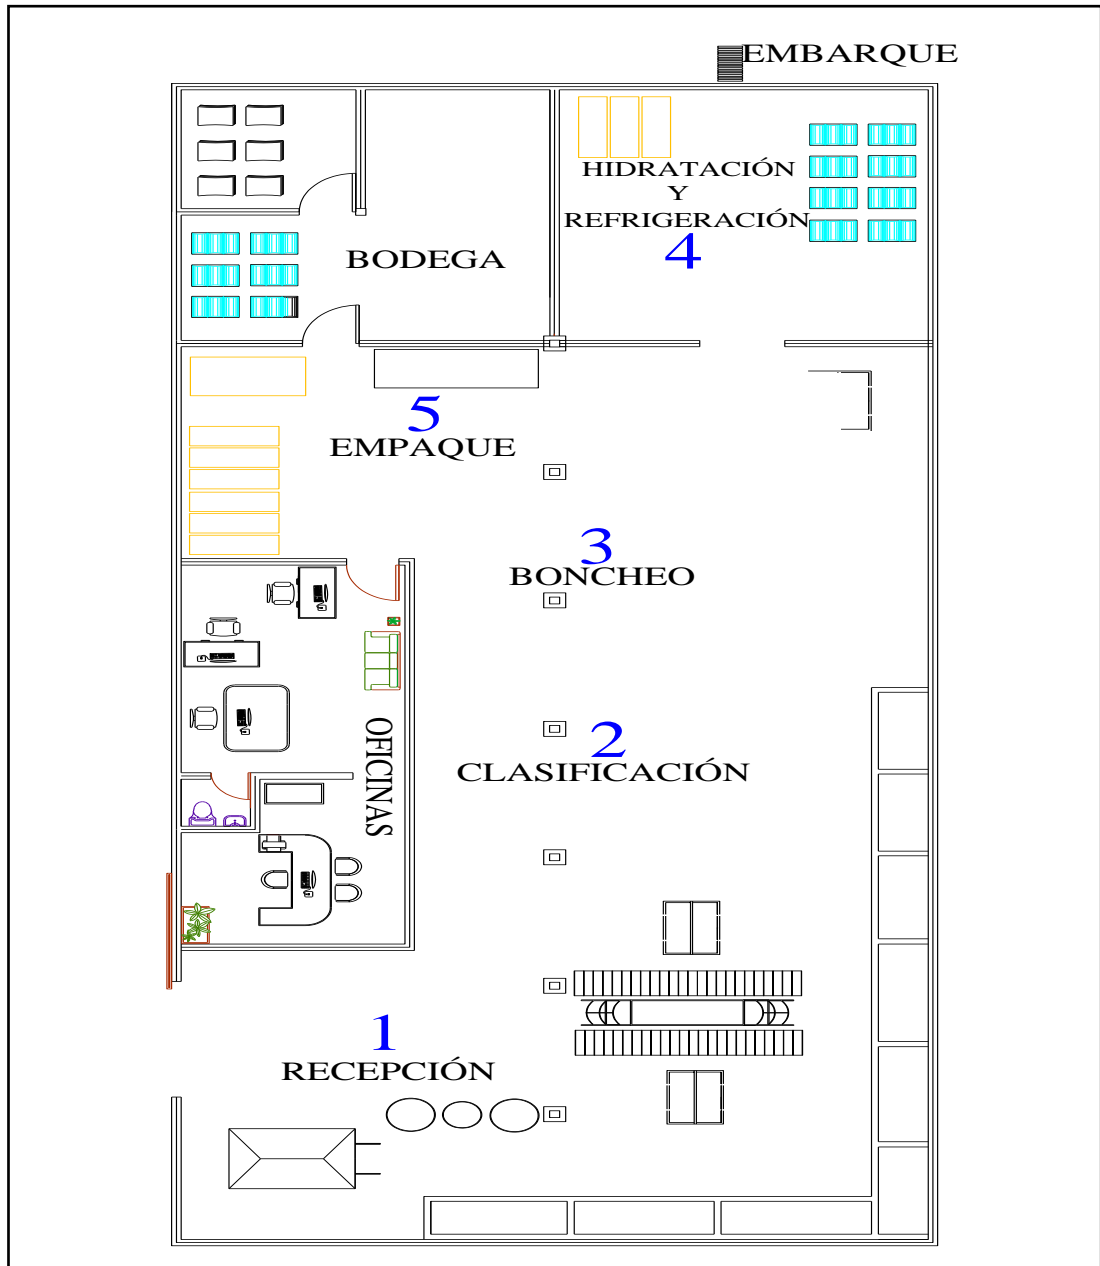 EMBARQUE
HIDRATACIÓN
Y
REFRIGERACIÓN
4
BODEGA
5
EMPAQUE
3
BONCHEO
2
CLASIFICACIÓN
OFICINAS
1
RECEPCIÓN